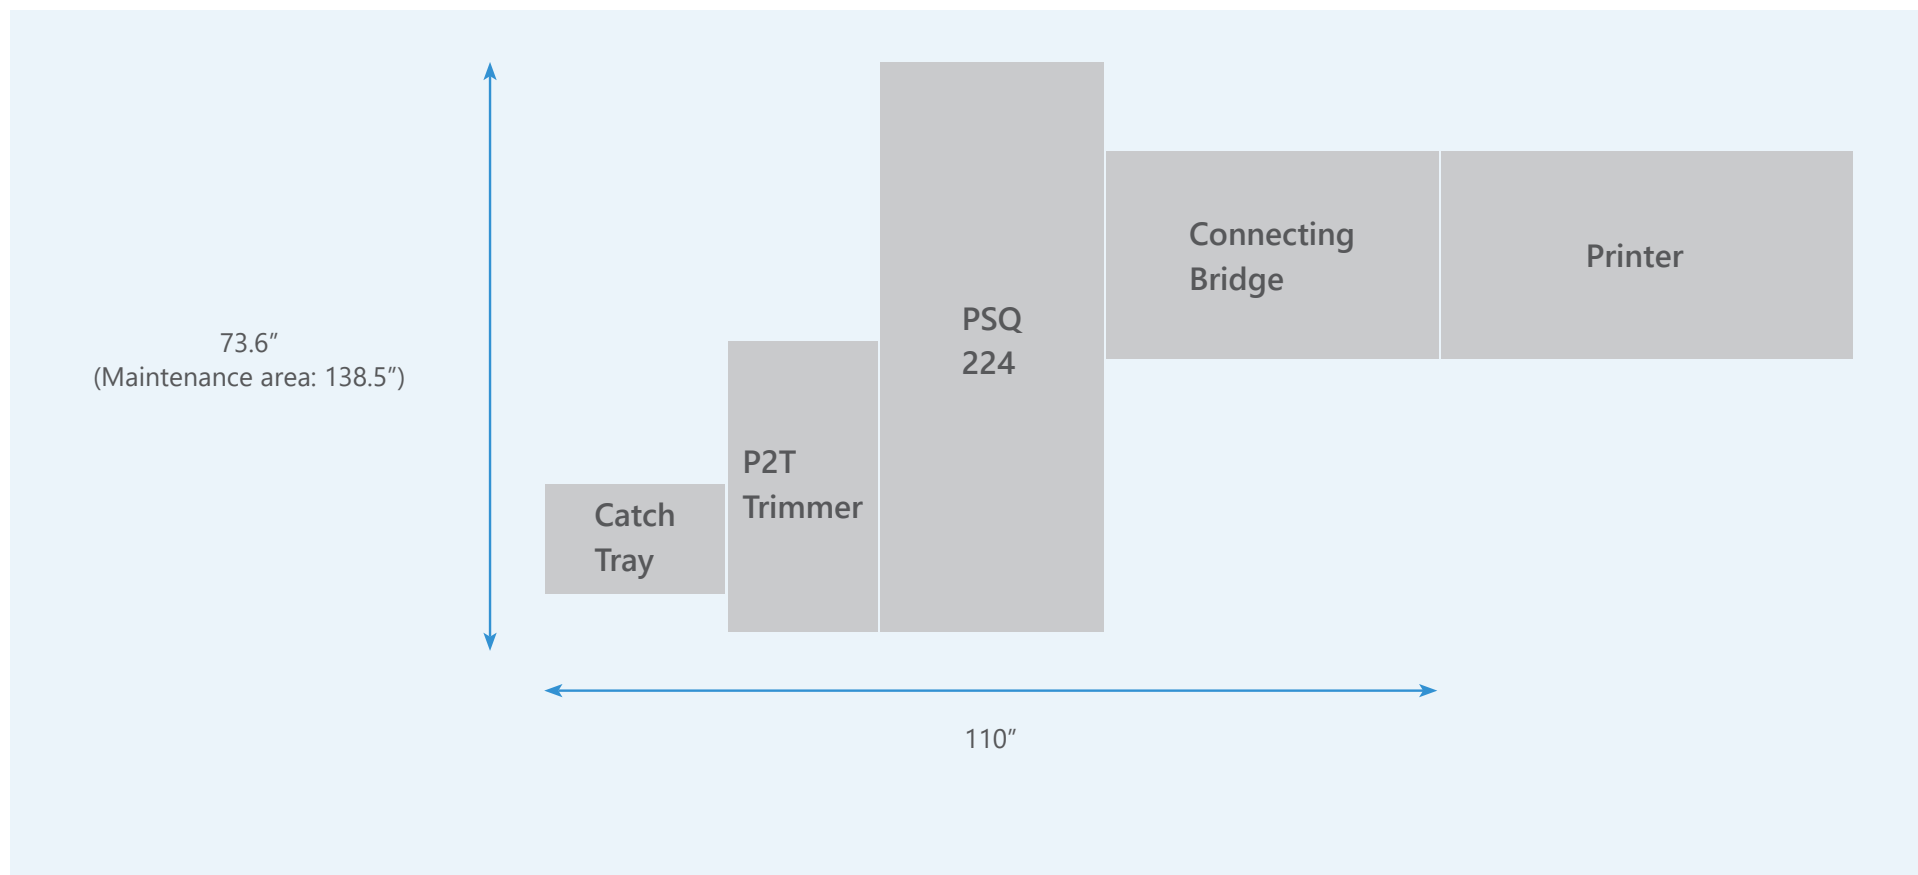 Connecting
Bridge
Printer
PSQ
224
73.6”
(Maintenance area: 138.5”)
P2T
Trimmer
Catch
Tray
110”